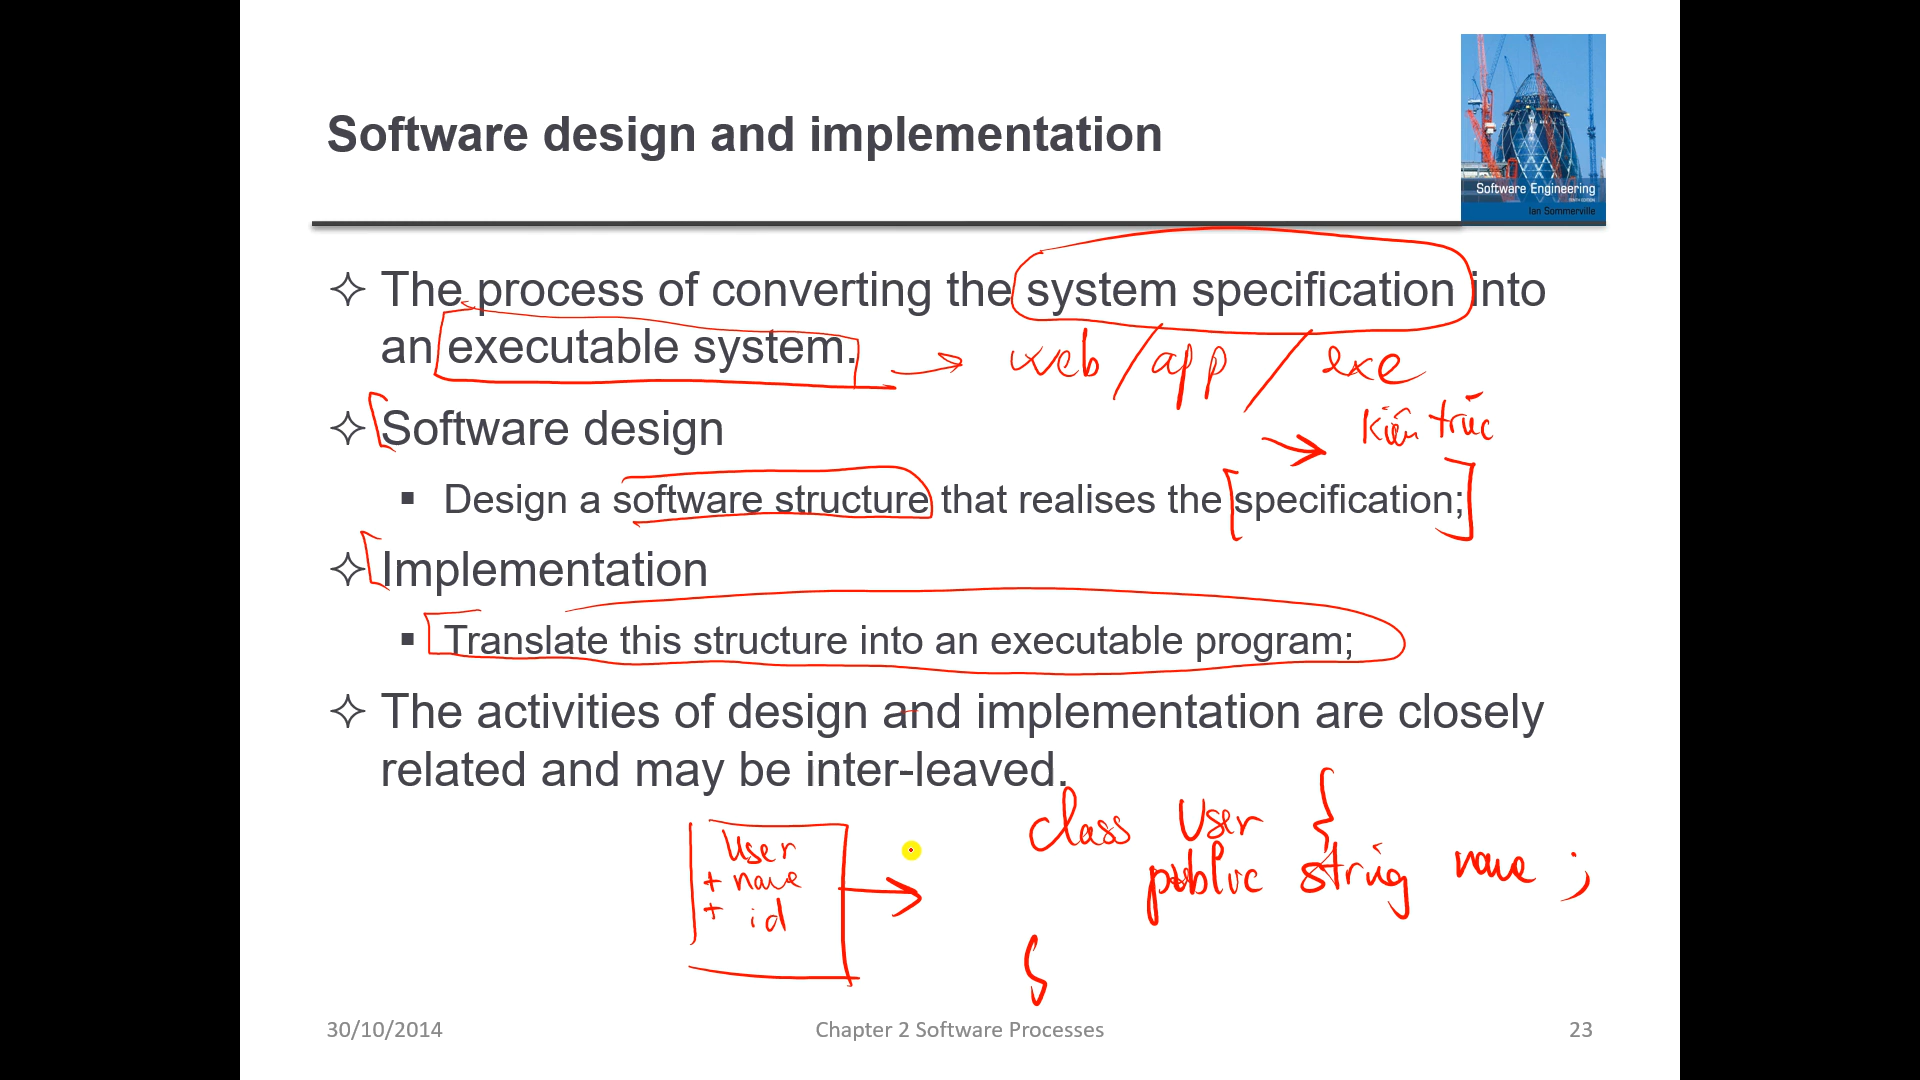 Software design and implementation
Software Engineering
TENTH EDITION
Ian Sommerville
The process of converting the system specification into
an executable system.
web / app / exe
Software design
kiến trúc
Design a software structure that realises the specification;
Implementation
Translate this structure into an executable program;
The activities of design and implementation are closely
related and may be inter-leaved.
User
+ name
+ id
class User {
public string name ;
}
30/10/2014
Chapter 2 Software Processes
23